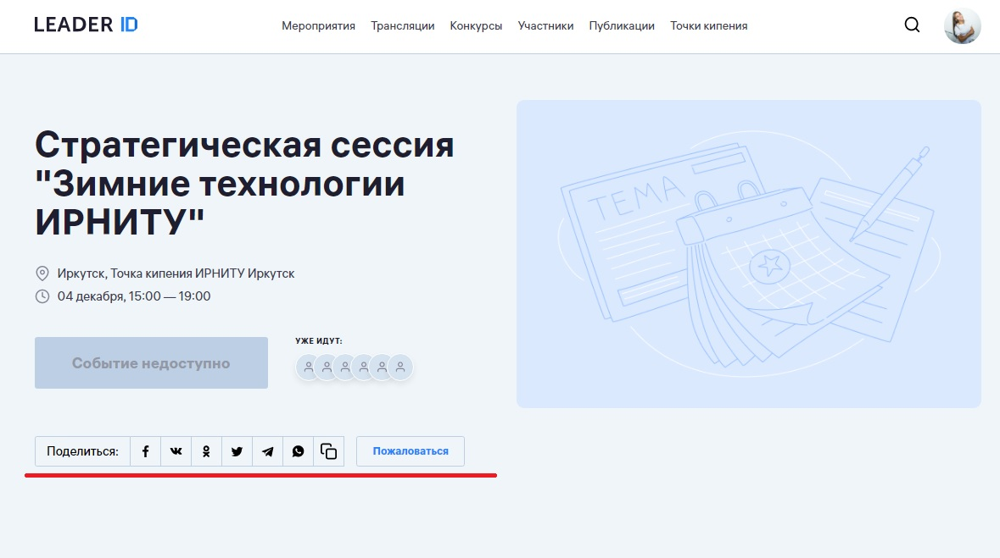 LEADER ID
Мероприятия Трансляции Конкурсы Участники Публикации Точки кипения
Стратегическая сессия
"Зимние технологии
ИРНИТУ"
Иркутск, Точка кипения ИРНИТУ Иркутск
04 декабря, 15:00 — 19:00
Событие недоступно
УЖЕ ИДУТ:
Поделиться:
Пожаловаться
ТЕМА